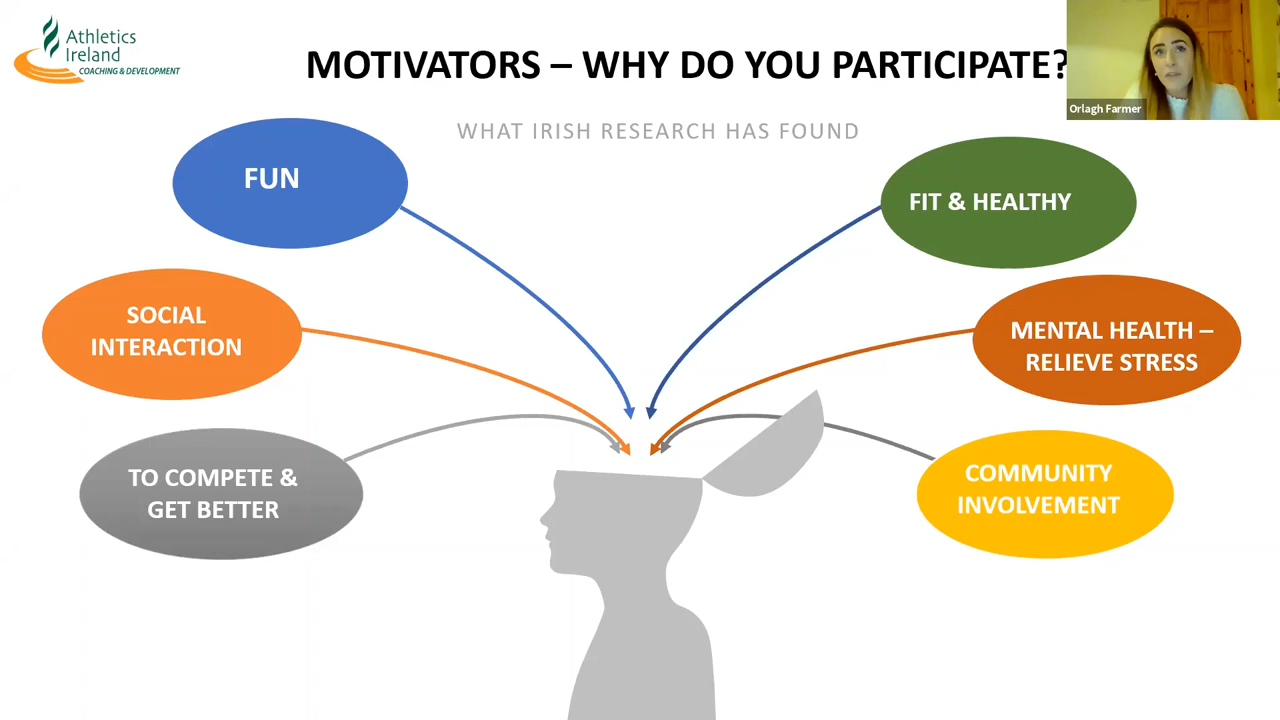 Athletics
Ireland
COACHING & DEVELOPMENT
MOTIVATORS – WHY DO YOU PARTICIPATE?
Orlagh Farmer
WHAT IRISH RESEARCH HAS FOUND
FUN
FIT & HEALTHY
SOCIAL
INTERACTION
MENTAL HEALTH –
RELIEVE STRESS
TO COMPETE &
GET BETTER
COMMUNITY
INVOLVEMENT